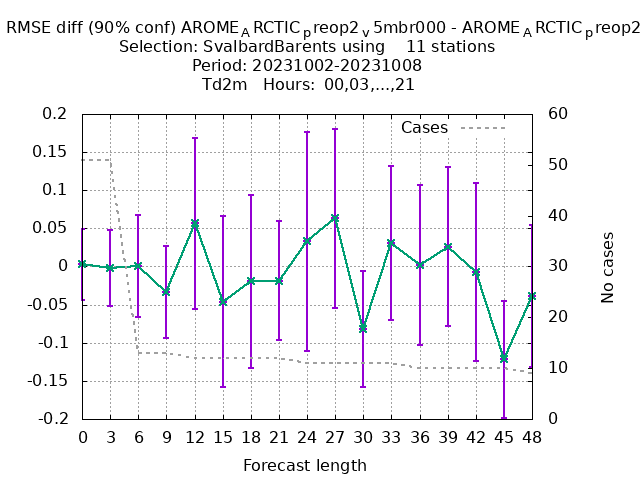 RMSE diff (90% conf) AROME_ARCTIC_preop2_v5mbr000 - AROME_ARCTIC_preop2
Selection: SvalbardBarents using 11 stations
Period: 20231002-20231008
Td2m Hours: 00,03,...,21
Cases
0.2
0.15
0.1
0.05
0
-0.05
-0.1
-0.15
-0.2
60
50
40
30
20
10
0
No cases
0 3 6 9 12 15 18 21 24 27 30 33 36 39 42 45 48
Forecast length